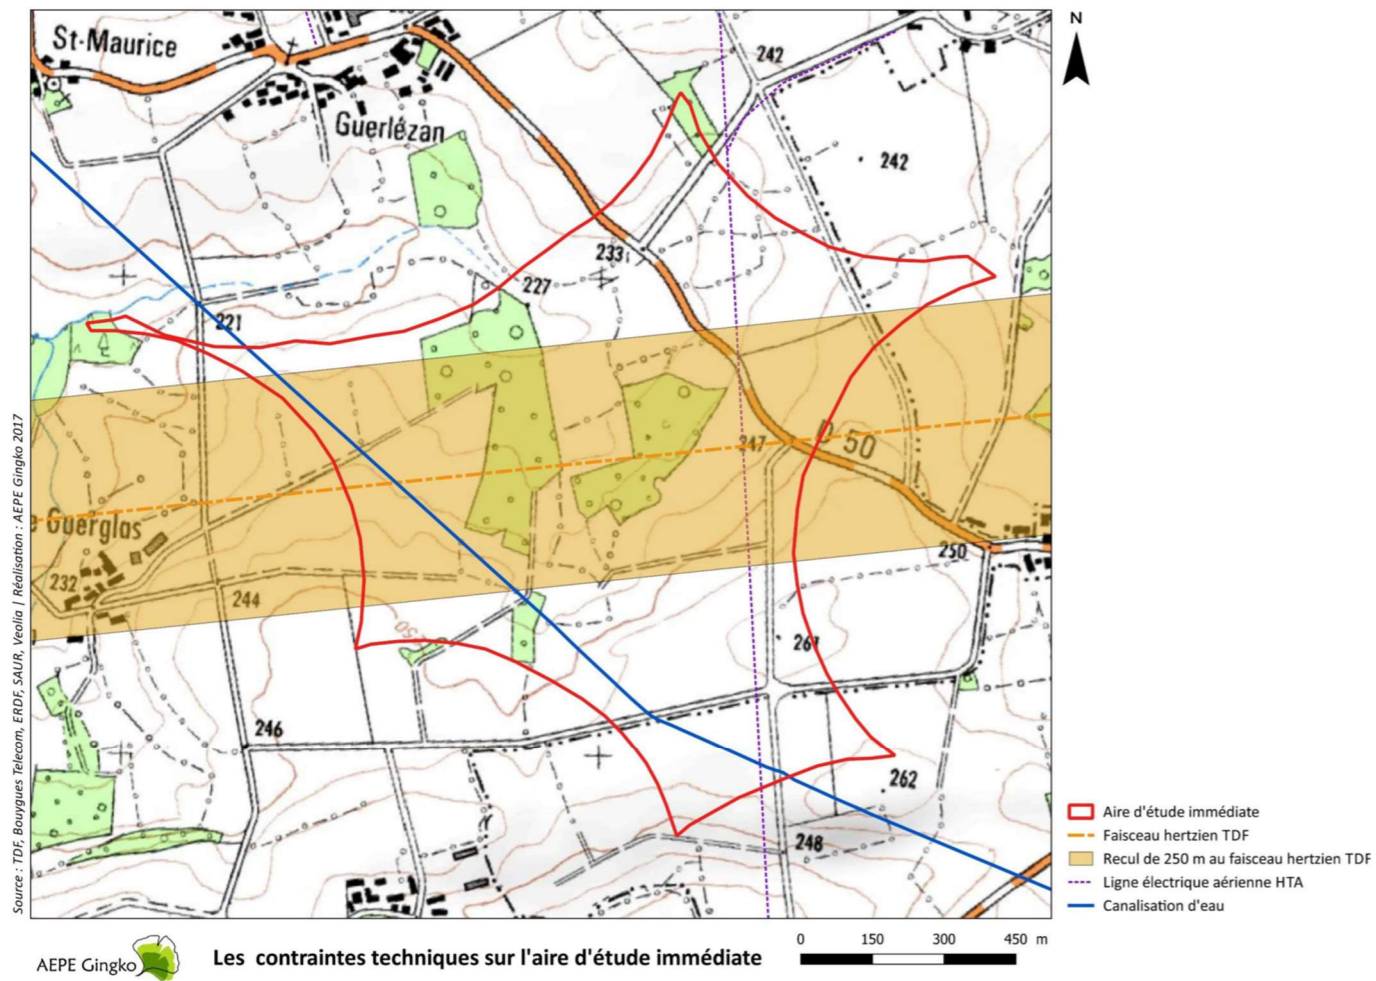 N
St-Maurice
Guerlézan
242
242
233
227
221
D 50
247
Guerglas
232
244
250
250
261
246
262
248
Source : TDF, Bouygues Telecom, ERDF, SAUR, Veolia | Réalisation : AEPE Gingko 2017
Aire d'étude immédiate
Faisceau hertzien TDF
Recul de 250 m au faisceau hertzien TDF
Ligne électrique aérienne HTA
Canalisation d'eau
AEPE Gingko
Les contraintes techniques sur l'aire d'étude immédiate
0 150 300 450 m